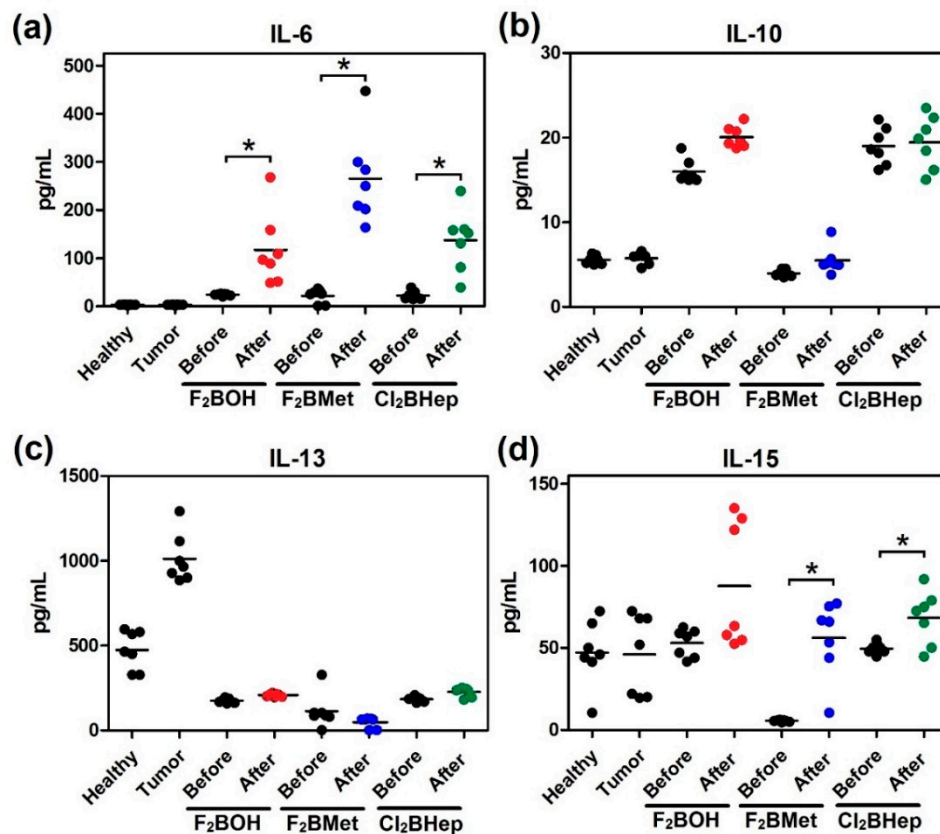 (a)
IL-6
pg/mL
500
400
300
200
100
0
*
*
*
Healthy
Tumor
Before
After
Before
After
Before
After
F₂BOH
F₂BMet
Cl₂BHep
(b)
IL-10
pg/mL
30
20
10
0
Healthy
Tumor
Before
After
Before
After
Before
After
F₂BOH
F₂BMet
Cl₂BHep
(c)
IL-13
pg/mL
1500
1000
500
0
Healthy
Tumor
Before
After
Before
After
Before
After
F₂BOH
F₂BMet
Cl₂BHep
(d)
IL-15
pg/mL
150
100
50
0
*
*
Healthy
Tumor
Before
After
Before
After
Before
After
F₂BOH
F₂BMet
Cl₂BHep